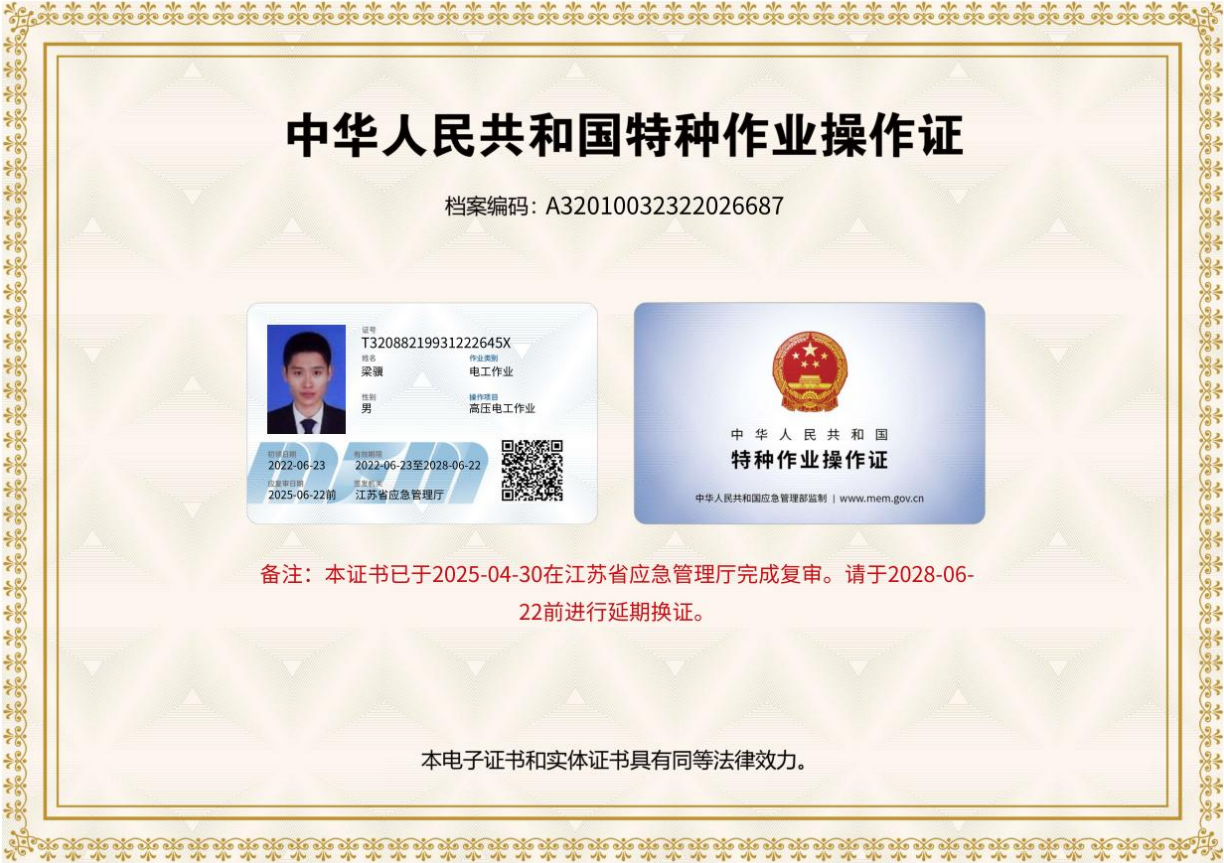 中华人民共和国特种作业操作证
档案编码：A32010032322026687
证号
T32088219931222645X
姓名
作业类别
梁骥
电工作业
性别
操作项目
男
高压电工作业
初领日期
有效期限
2022-06-23
2022-06-23至2028-06-22
应复审日期
签发机关
2025-06-22前
江苏省应急管理厅
中华人民共和国
特种作业操作证
中华人民共和国应急管理部监制 | www.mem.gov.cn
备注：本证书已于2025-04-30在江苏省应急管理厅完成复审。请于2028-06-
22前进行延期换证。
本电子证书和实体证书具有同等法律效力。